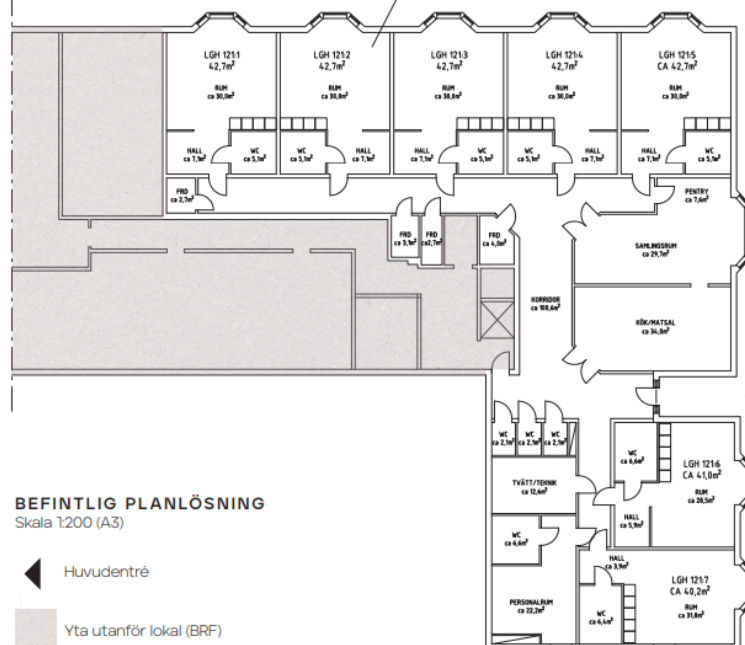 LGH 1211
42,7m²
RUM
ca 30,0m²
HALL
ca 7,1m²
WC
ca 5,1m²
LGH 121:2
42,7m²
RUM
ca 30,0m²
WC
ca 5,1m²
HALL
ca 7,1m²
LGH 121:3
42,7m²
RUM
ca 30,0m²
HALL
ca 7,1m²
WC
ca 5,1m²
LGH 121:4
42,7m²
RUM
ca 30,0m²
WC
ca 5,1m²
HALL
ca 7,1m²
LGH 121:5
CA 42,7m²
RUM
ca 30,0m²
HALL
ca 7,1m²
WC
ca 5,1m²
FRD
ca 2,7m²
FRD
ca 3,1m²
FRD
ca2,7m²
FRD
ca 4,0m²
PENTRY
ca 7,6m²
SAMLINGSRUM
ca 29,7m²
KORRIDOR
ca 100,6m²
KÖK/MATSAL
ca 34,0m²
WC
ca 2,1m²
WC
ca 2,1m²
WC
ca 2,1m²
TVÄTT/TEKNIK
ca 12,6m²
WC
ca 6,6m²
LGH 121:6
CA 41,0m²
RUM
ca 28,5m²
HALL
ca 5,9m²
WC
ca 6,6m²
PERSONALRUM
ca 22,2m²
HALL
ca 3,9m²
LGH 121:7
CA 40,2m²
RUM
ca 31,8m²
WC
ca 6,4m²
BEFINTLIG PLANLÖSNING
Skala 1:200 (A3)
Huvudentré
Yta utanför lokal (BRF)